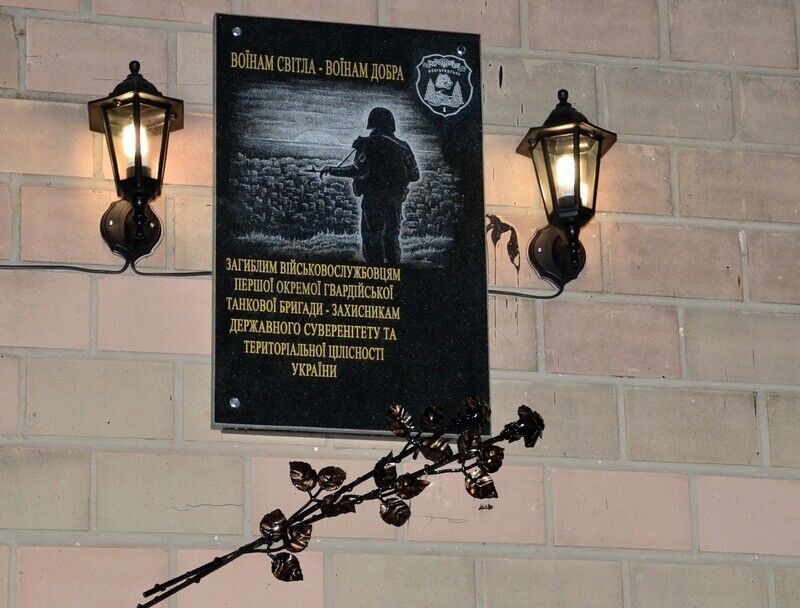 ВОЇНАМ СВІТЛА - ВОЇНАМ ДОБРА
ЗАГИБЛИМ ВІЙСЬКОВОСЛУЖБОВЦЯМ
ПЕРШОЇ ОКРЕМОЇ ГВАРДІЙСЬКОЇ
ТАНКОВОЇ БРИГАДИ - ЗАХИСНИКАМ
ДЕРЖАВНОГО СУВЕРЕНІТЕТУ ТА
ТЕРИТОРІАЛЬНОЇ ЦІЛІСНОСТІ
УКРАЇНИ